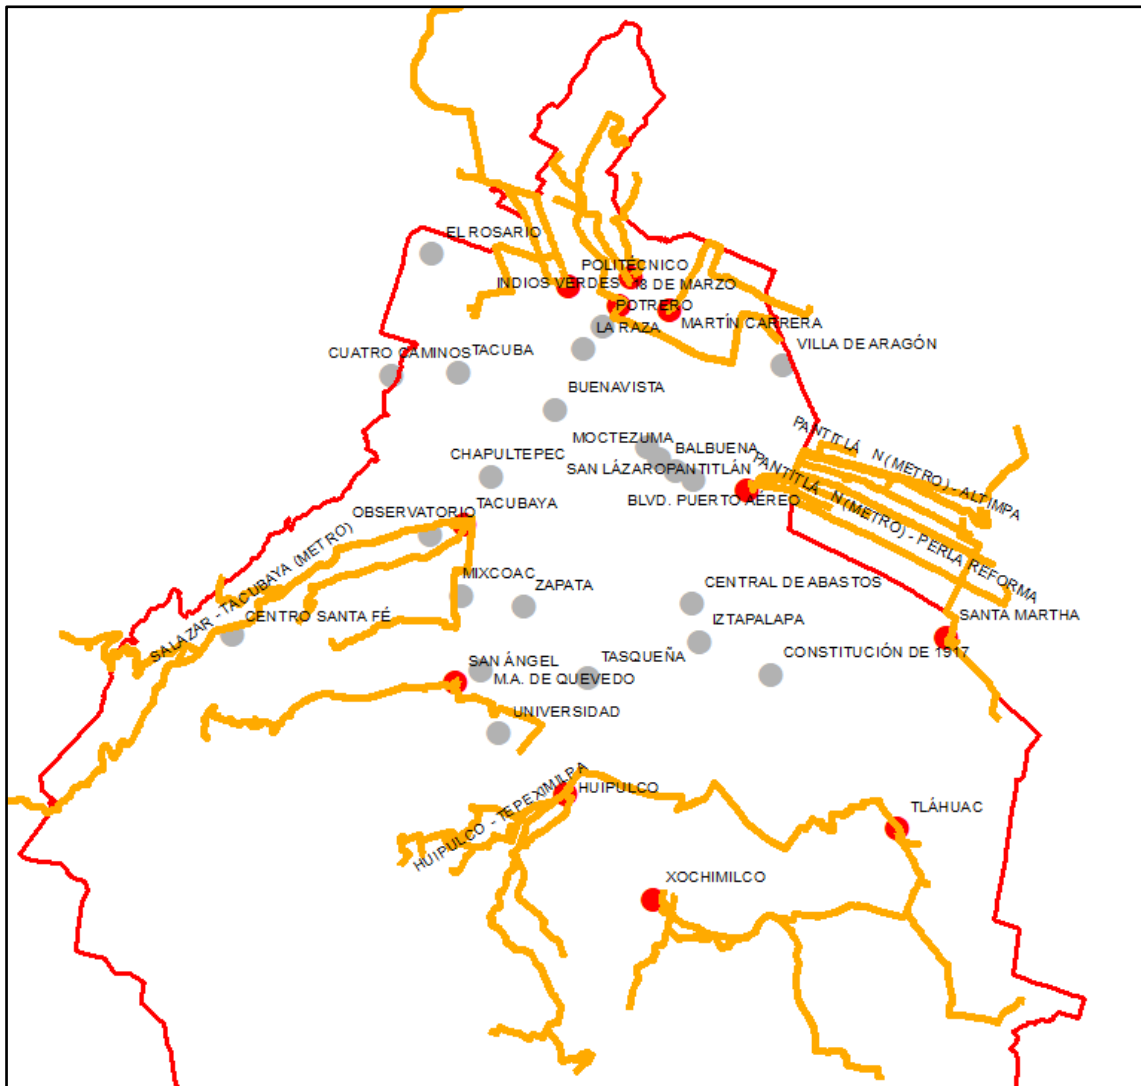 EL ROSARIO
POLITÉCNICO
INDIOS VERDES
18 DE MARZO
POTRERO
LA RAZA
MARTÍN CARRERA
VILLA DE ARAGÓN
CUATRO CAMINOS
TACUBA
BUENAVISTA
MOCTEZUMA
BALBUENA
CHAPULTEPEC
SAN LÁZARO
PANTITLÁN
BLVD. PUERTO AÉREO
PANTITLÁ N (METRO) - ALTIMPA
PANTITLÁ N (METRO) - PERLA REFORMA
TACUBAYA
OBSERVATORIO
SALAZAR - TACUBAYA (METRO)
MIXCOAC
ZAPATA
CENTRAL DE ABASTOS
IZTAPALAPA
SANTA MARTHA
CENTRO SANTA FÉ
SAN ÁNGEL
M.A. DE QUEVEDO
TASQUEÑA
CONSTITUCIÓN DE 1917
UNIVERSIDAD
HUIPULCO - TEPEXIMILPA
HUIPULCO
TLÁHUAC
XOCHIMILCO